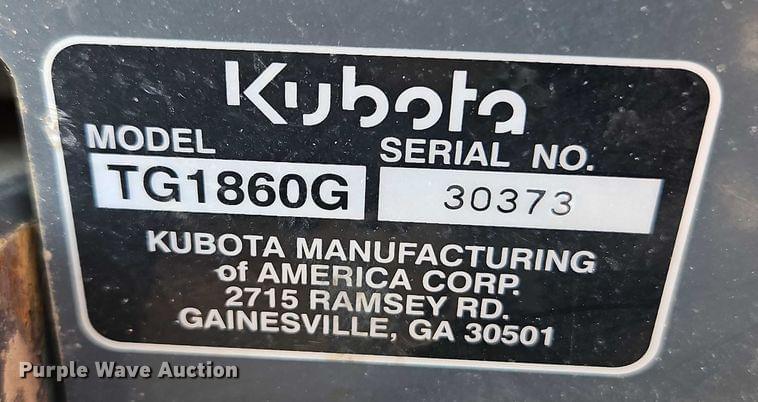 Kubota
MODEL SERIAL NO.
TG1860G 30373
KUBOTA MANUFACTURING
of AMERICA CORP.
2715 RAMSEY RD.
GAINESVILLE, GA 30501
Purple Wave Auction